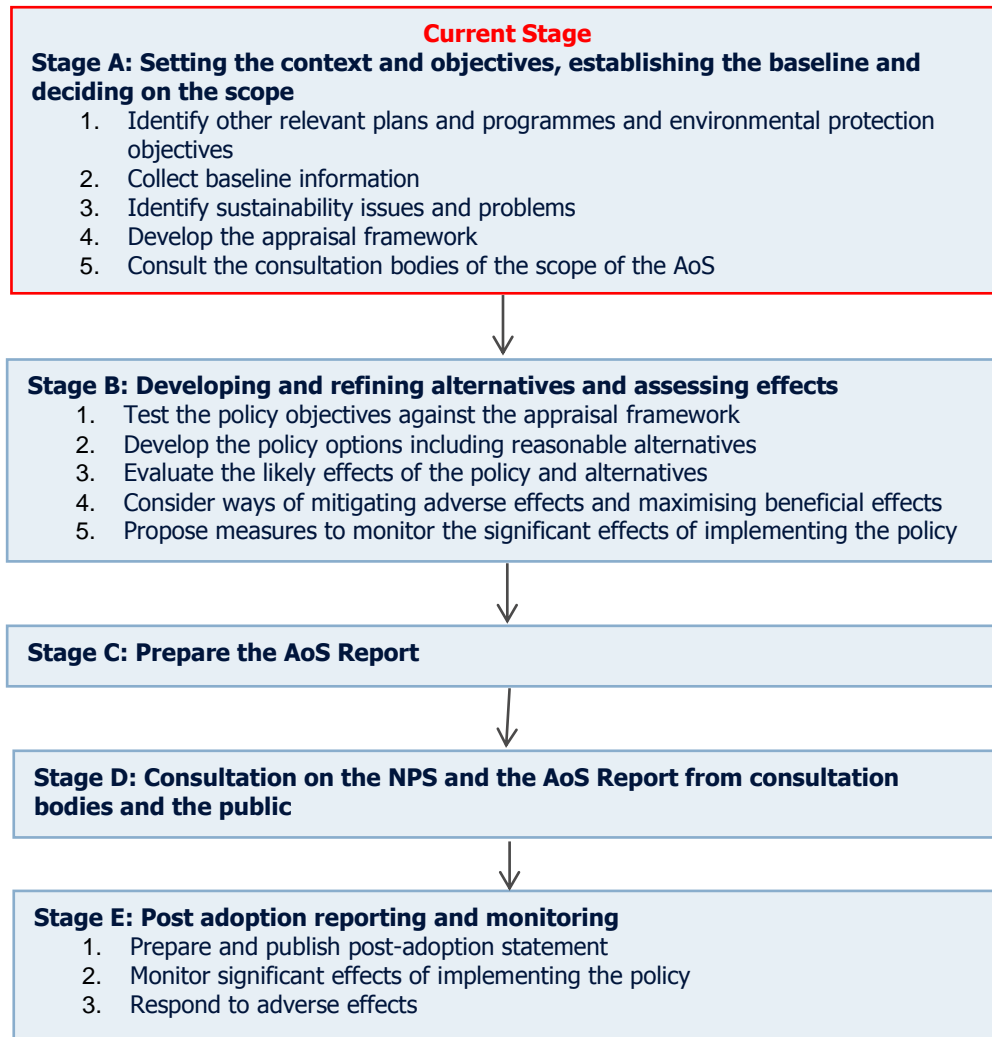 Current Stage
Stage A: Setting the context and objectives, establishing the baseline and
deciding on the scope
1. Identify other relevant plans and programmes and environmental protection
objectives
2. Collect baseline information
3. Identify sustainability issues and problems
4. Develop the appraisal framework
5. Consult the consultation bodies of the scope of the AoS
Stage B: Developing and refining alternatives and assessing effects
1. Test the policy objectives against the appraisal framework
2. Develop the policy options including reasonable alternatives
3. Evaluate the likely effects of the policy and alternatives
4. Consider ways of mitigating adverse effects and maximising beneficial effects
5. Propose measures to monitor the significant effects of implementing the policy
Stage C: Prepare the AoS Report
Stage D: Consultation on the NPS and the AoS Report from consultation
bodies and the public
Stage E: Post adoption reporting and monitoring
1. Prepare and publish post-adoption statement
2. Monitor significant effects of implementing the policy
3. Respond to adverse effects